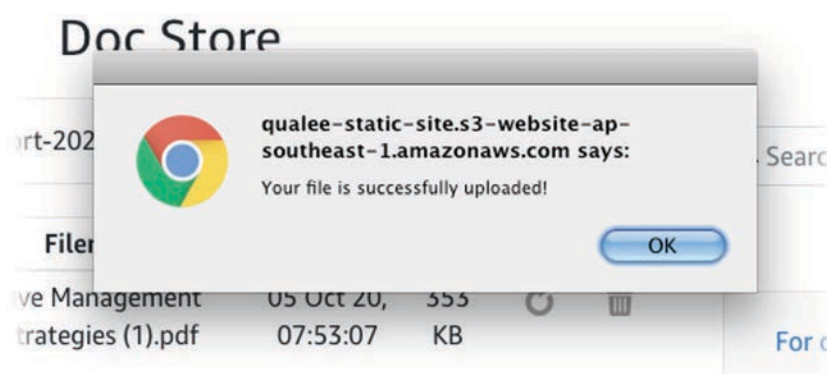 Doc Store
qualee-static-site.s3-website-ap-
southeast-1.amazonaws.com says:
Your file is successfully uploaded!
OK
rt-202
Searc
Filen
ve Management 05 Oct 20, 353
trategies (1).pdf 07:53:07 KB
For